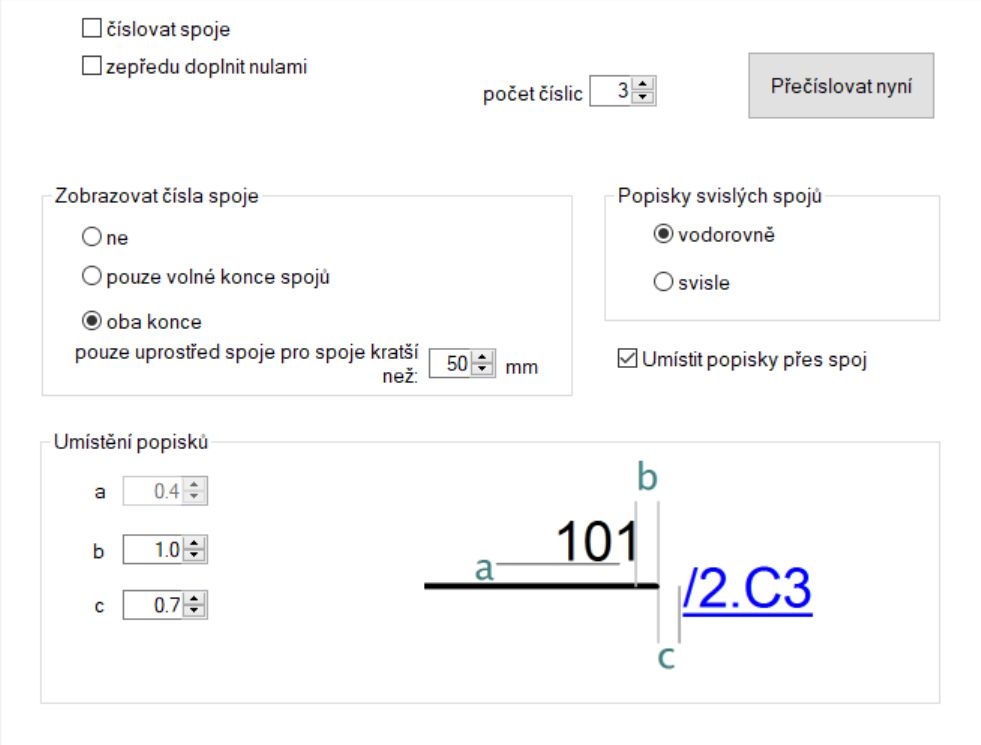 číslovat spoje
zepředu doplnit nulami
počet číslic 3
Přečíslovat nyní
Zobrazovat čísla spoje
ne
pouze volné konce spojů
oba konce
pouze uprostřed spoje pro spoje kratší
než: 50 mm
Popisky svislých spojů
vodorovně
svisle
Umístit popisky přes spoj
Umístění popisků
a 0.4
b 1.0
c 0.7
b
101
a
/2.C3
c